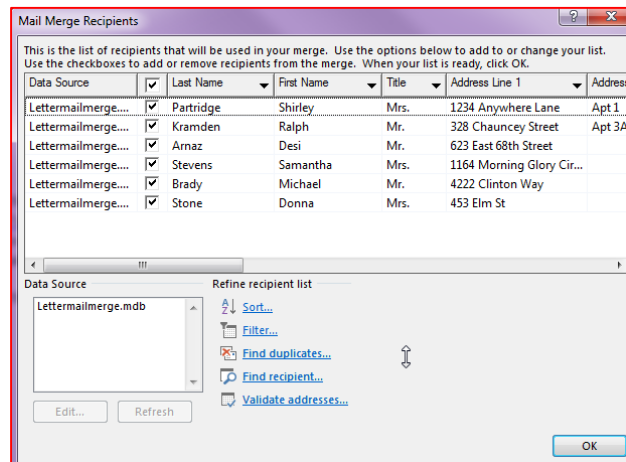 Mail Merge Recipients
This is the list of recipients that will be used in your merge. Use the options below to add to or change your list.
Use the checkboxes to add or remove recipients from the merge. When your list is ready, click OK.
Data Source Last Name First Name Title Address Line 1 Address
Lettermailmerge.... Partridge Shirley Mrs. 1234 Anywhere Lane Apt 1
Lettermailmerge.... Kramden Ralph Mr. 328 Chauncey Street Apt 3A
Lettermailmerge.... Arnaz Desi Mr. 623 East 68th Street
Lettermailmerge.... Stevens Samantha Mrs. 1164 Morning Glory Cir...
Lettermailmerge.... Brady Michael Mr. 4222 Clinton Way
Lettermailmerge.... Stone Donna Mrs. 453 Elm St
Data Source Refine recipient list
Lettermailmerge.mdb
Sort...
Filter...
Find duplicates...
Find recipient...
Validate addresses...
Edit... Refresh
OK